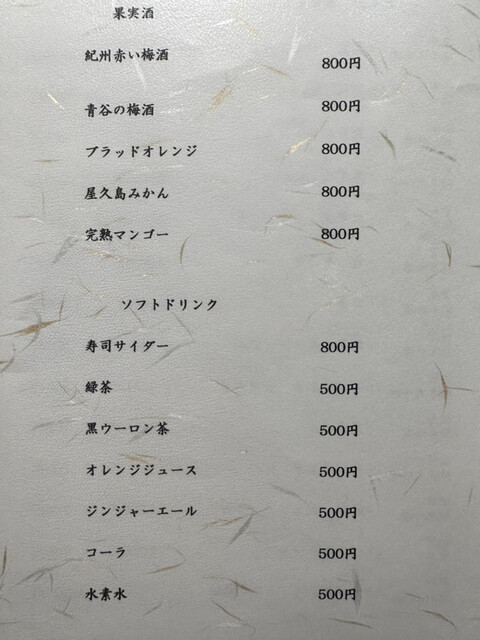 果実酒
紀州赤い梅酒 800円
青谷の梅酒 800円
ブラッドオレンジ 800円
屋久島みかん 800円
完熟マンゴー 800円
ソフトドリンク
寿司サイダー 800円
緑茶 500円
黒ウーロン茶 500円
オレンジジュース 500円
ジンジャーエール 500円
コーラ 500円
水素水 500円